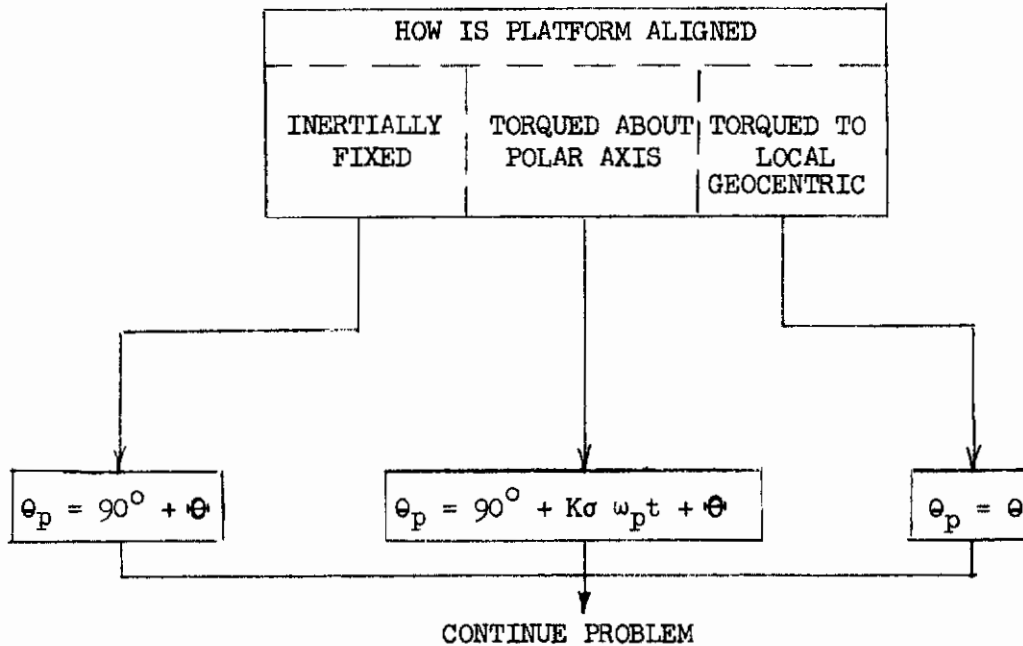 HOW IS PLATFORM ALIGNED
INERTIALLY
FIXED
TORQUED ABOUT
POLAR AXIS
TORQUED TO
LOCAL
GEOCENTRIC
Θp = 90° + Θ
Θp = 90° + Kσ ωpt + Θ
Θp = Θ
CONTINUE PROBLEM